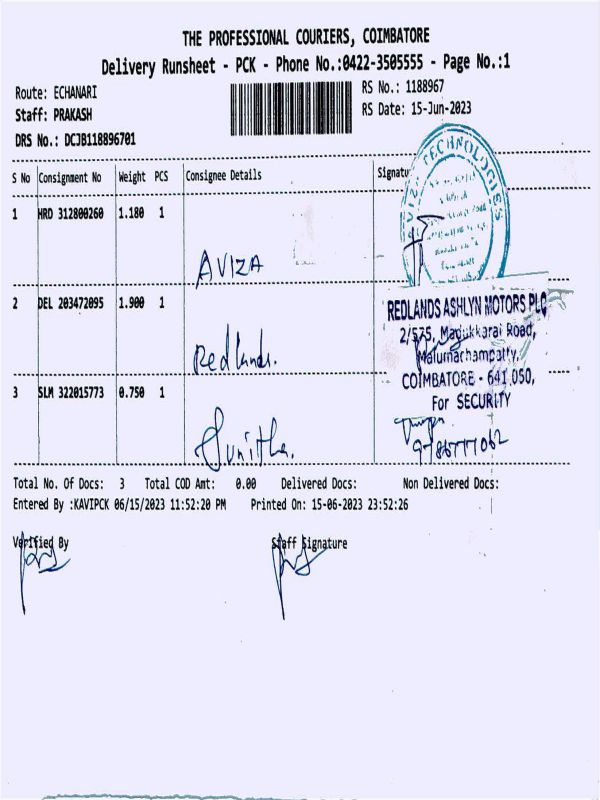 THE PROFESSIONAL COURIERS, COIMBATORE
Delivery Runsheet - PCK - Phone No.:0422-3505555 - Page No.:1
Route: ECHANARI
RS No.: 1188967
Staff: PRAKASH
RS Date: 15-Jun-2023
DRS No.: DCJB118896701
S No Consignment No Weight PCS Consignee Details Signatu
AVIZA TECHNOLOGIES
1 HRD 312800260 1.180 1
AVIZA
2 DEL 203472095 1.900 1
Redlands.
REDLANDS ASHLYN MOTORS PLC
2/575, Madukkarai Road,
Malumachampatty,
COIMBATORE - 641 050,
For SECURITY
3 SLM 322015773 0.750 1
Sunitha.
9786777062
Total No. Of Docs: 3 Total COD Amt: 0.00 Delivered Docs: Non Delivered Docs:
Entered By :KAVIPCK 06/15/2023 11:52:20 PM Printed On: 15-06-2023 23:52:26
Verified By Staff Signature